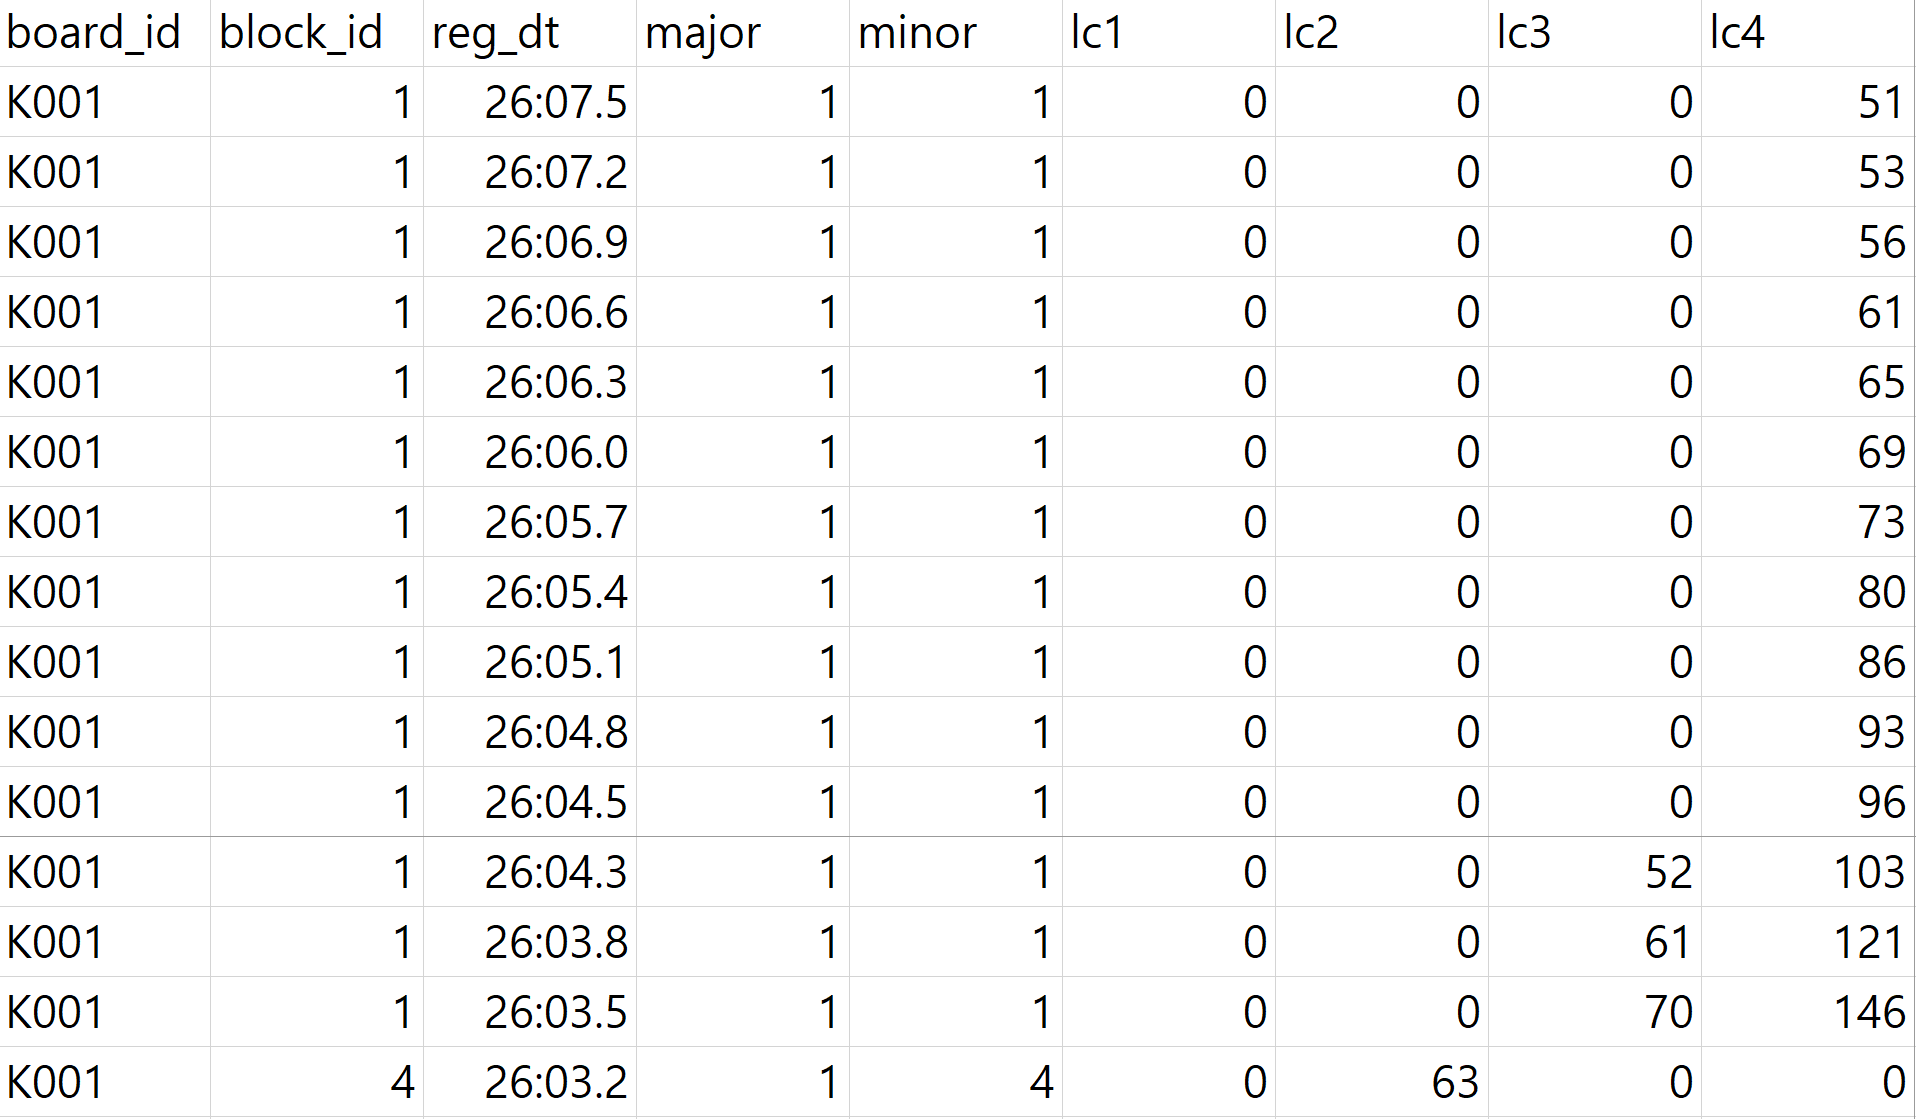 board_id block_id reg_dt major minor lc1 lc2 lc3 lc4
K001 1 26:07.5 1 1 0 0 0 51
K001 1 26:07.2 1 1 0 0 0 53
K001 1 26:06.9 1 1 0 0 0 56
K001 1 26:06.6 1 1 0 0 0 61
K001 1 26:06.3 1 1 0 0 0 65
K001 1 26:06.0 1 1 0 0 0 69
K001 1 26:05.7 1 1 0 0 0 73
K001 1 26:05.4 1 1 0 0 0 80
K001 1 26:05.1 1 1 0 0 0 86
K001 1 26:04.8 1 1 0 0 0 93
K001 1 26:04.5 1 1 0 0 0 96
K001 1 26:04.3 1 1 0 0 52 103
K001 1 26:03.8 1 1 0 0 61 121
K001 1 26:03.5 1 1 0 0 70 146
K001 4 26:03.2 1 4 0 63 0 0